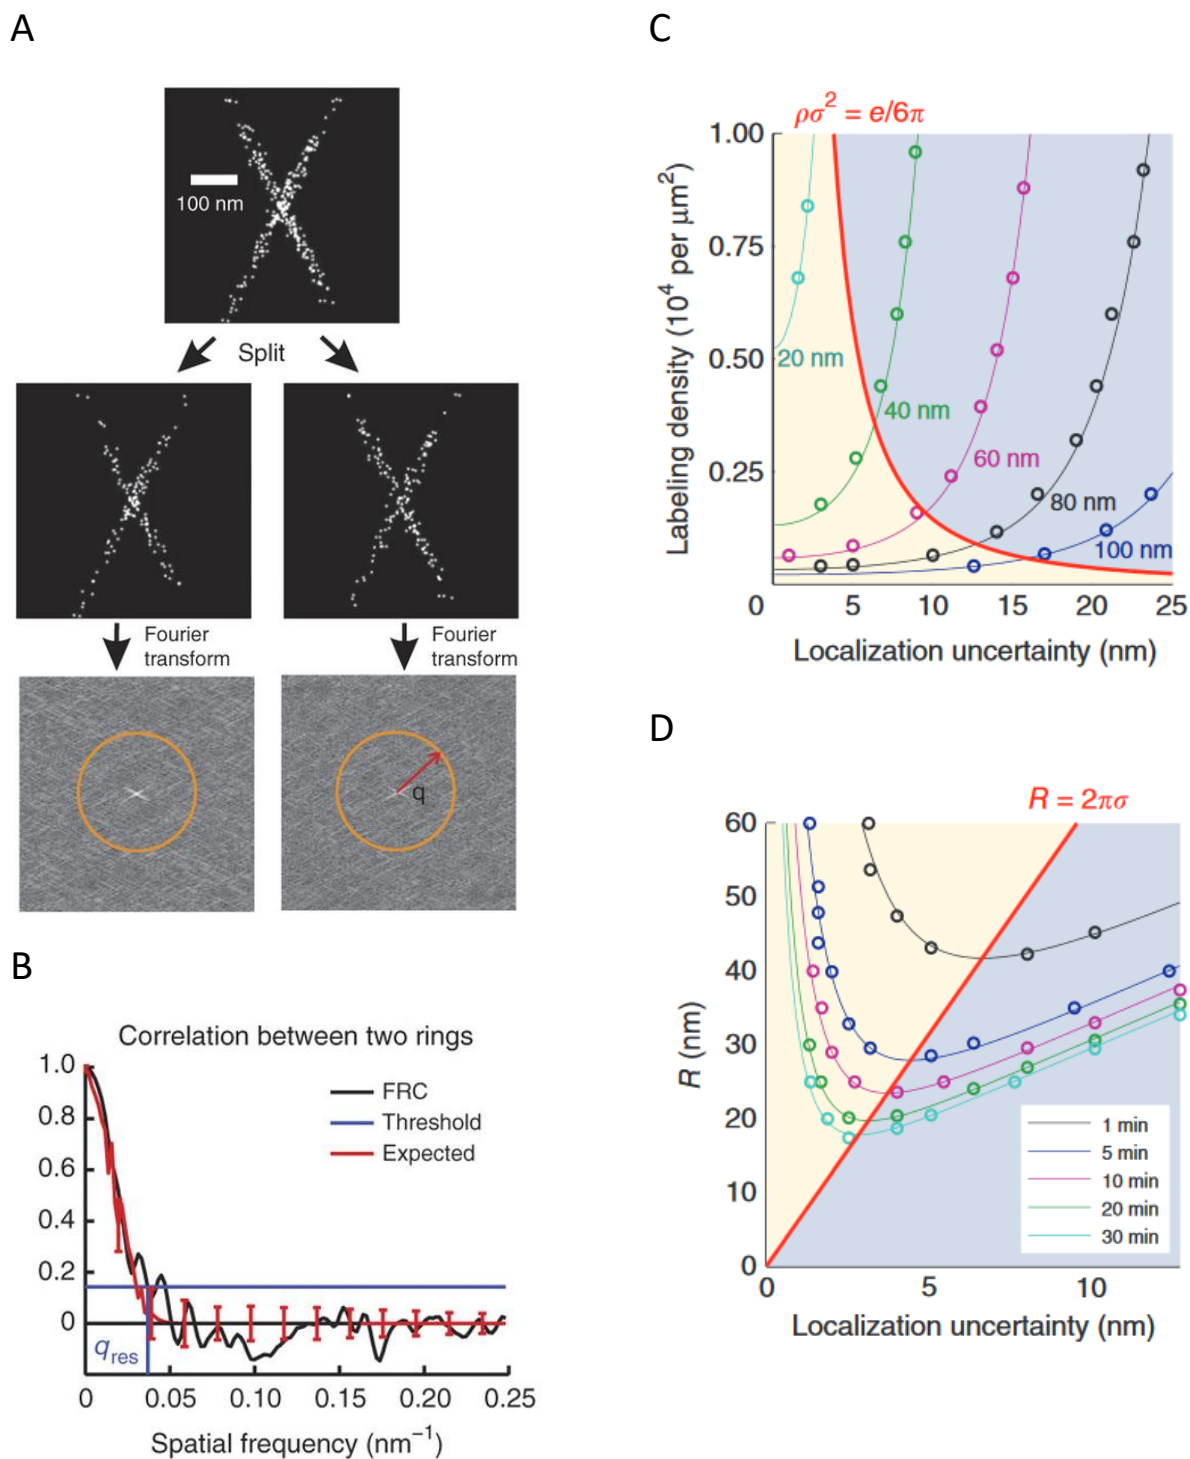 A
100 nm
Split
Fourier
transform
Fourier
transform
q
B
Correlation between two rings
FRC
Threshold
Expected
1.0
0.8
0.6
0.4
0.2
0
q_res
0 0.05 0.10 0.15 0.20 0.25
Spatial frequency (nm⁻¹)
C
ρσ² = e/6π
Labeling density (10⁴ per μm²)
1.00
0.75
0.50
0.25
20 nm
40 nm
60 nm
80 nm
100 nm
0 5 10 15 20 25
Localization uncertainty (nm)
D
R = 2πσ
R (nm)
60
50
40
30
20
10
0
1 min
5 min
10 min
20 min
30 min
0 5 10
Localization uncertainty (nm)